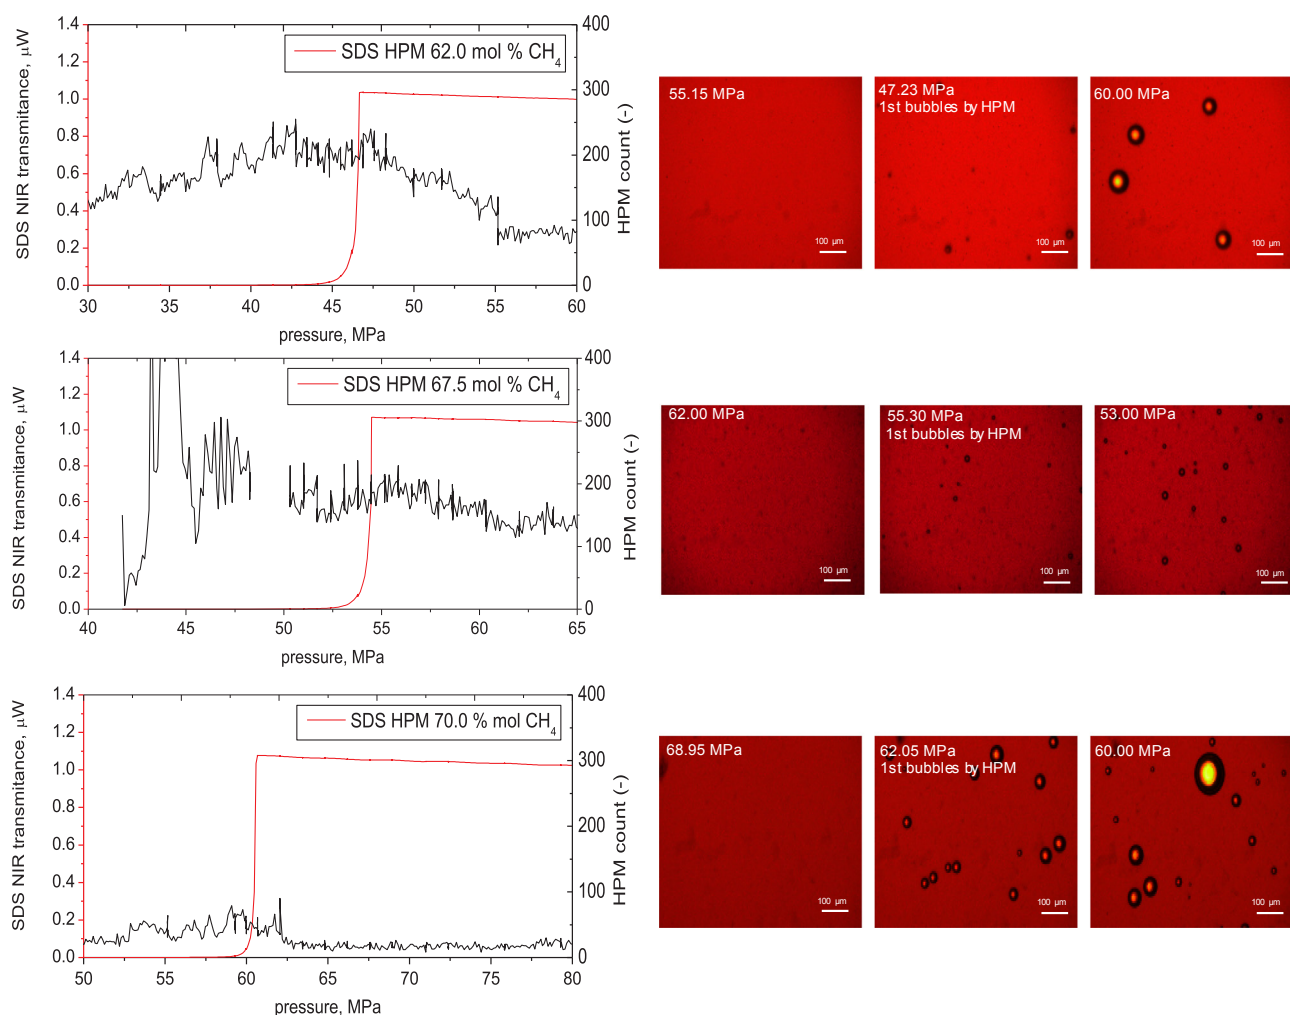 1.4
1.2
1.0
0.8
0.6
0.4
0.2
0.0
SDS NIR transmitance, µW
SDS HPM 62.0 mol % CH4
400
300
200
100
0
HPM count (-)
30 35 40 45 50 55 60
pressure, MPa
55.15 MPa
100 µm
47.23 MPa
1st bubbles by HPM
100 µm
60.00 MPa
100 µm
1.4
1.2
1.0
0.8
0.6
0.4
0.2
0.0
SDS NIR transmitance, µW
SDS HPM 67.5 mol % CH4
400
300
200
100
0
HPM count (-)
40 45 50 55 60 65
pressure, MPa
62.00 MPa
100 µm
55.30 MPa
1st bubbles by HPM
100 µm
53.00 MPa
100 µm
1.4
1.2
1.0
0.8
0.6
0.4
0.2
0.0
SDS NIR transmitance, µW
SDS HPM 70.0 % mol CH4
400
300
200
100
0
HPM count (-)
50 55 60 65 70 75 80
pressure, MPa
68.95 MPa
100 µm
62.05 MPa
1st bubbles by HPM
100 µm
60.00 MPa
100 µm